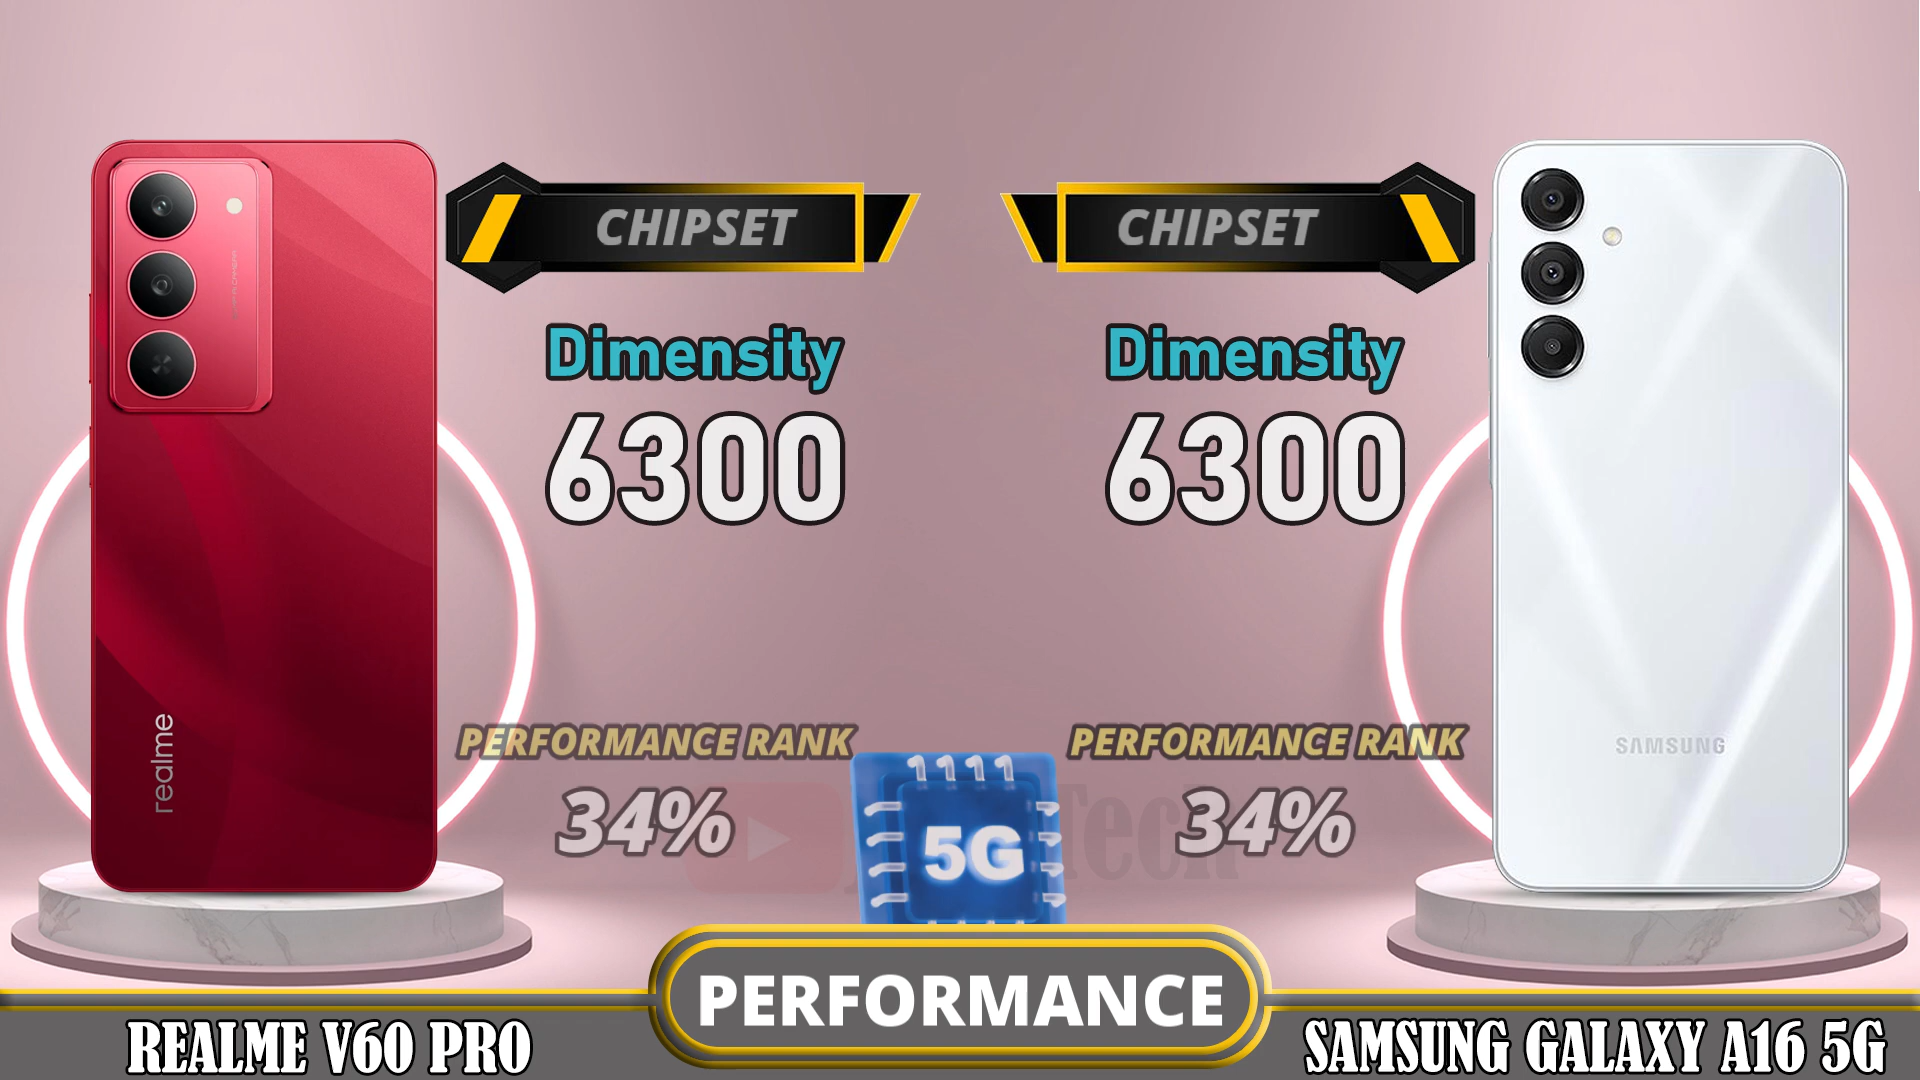 CHIPSET
CHIPSET
Dimensity
6300
Dimensity
6300
realme
SAMSUNG
PERFORMANCE RANK
34%
PERFORMANCE RANK
34%
Tech
5G
PERFORMANCE
REALME V60 PRO
SAMSUNG GALAXY A16 5G